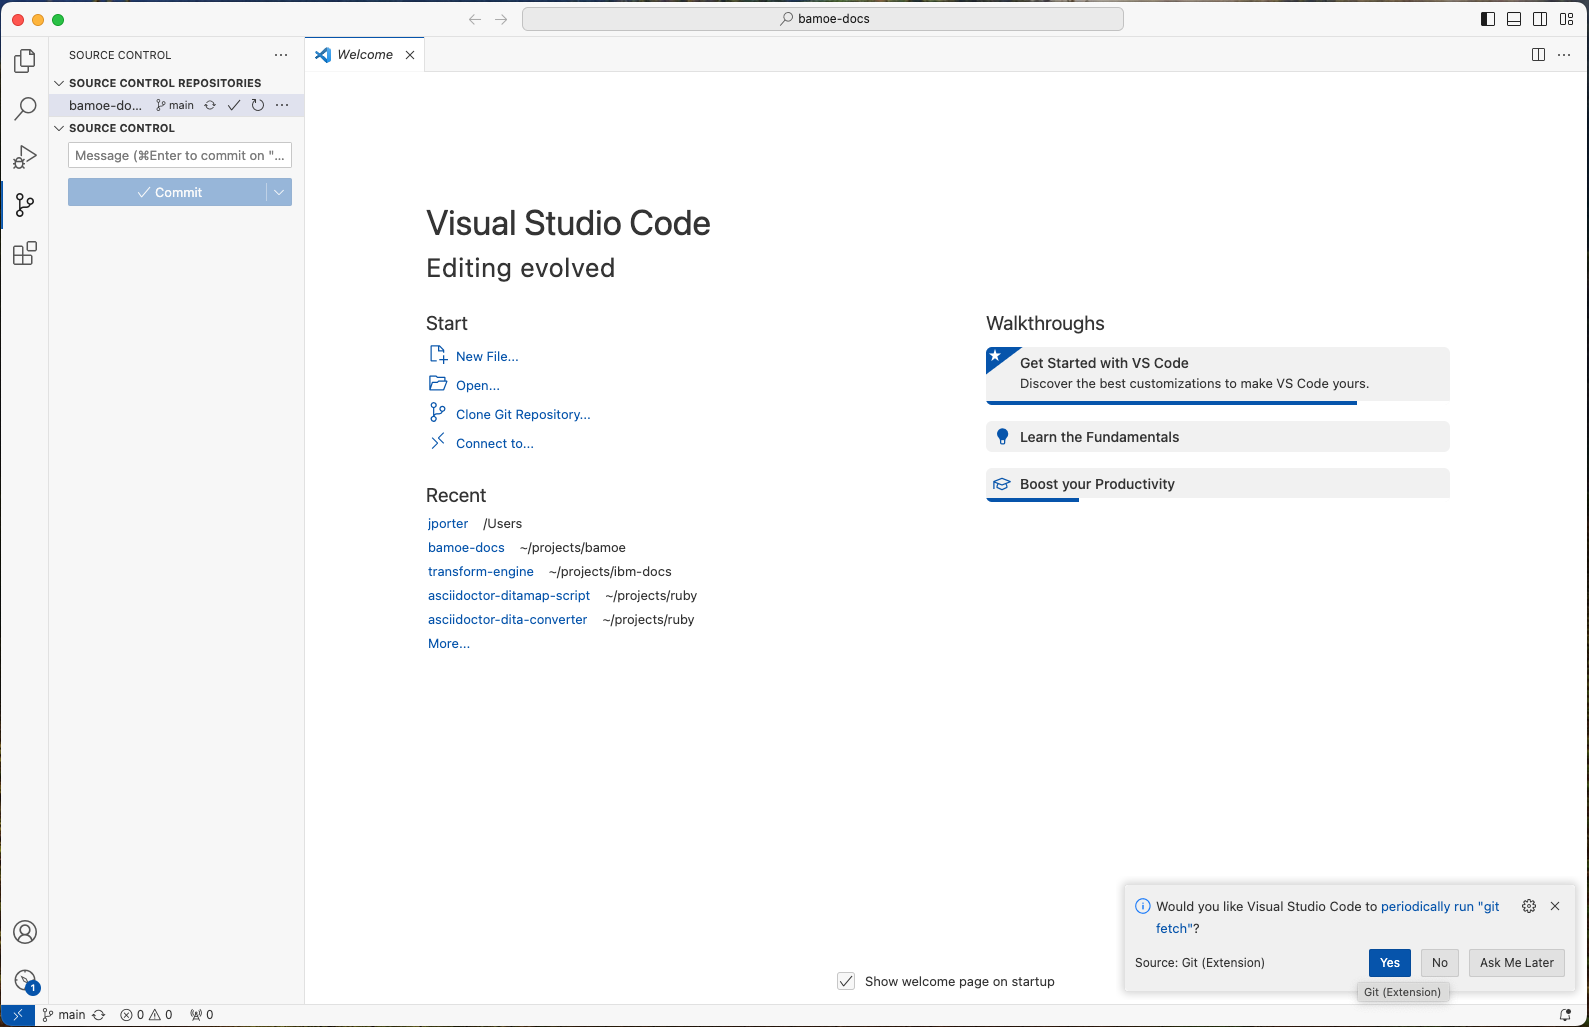 bamoe-docs
SOURCE CONTROL
SOURCE CONTROL REPOSITORIES
bamoe-do... main
SOURCE CONTROL
Message (⌘Enter to commit on "...
Commit
Welcome
Visual Studio Code
Editing evolved
Start
New File...
Open...
Clone Git Repository...
Connect to...
Recent
jporter /Users
bamoe-docs ~/projects/bamoe
transform-engine ~/projects/ibm-docs
asciidoctor-ditamap-script ~/projects/ruby
asciidoctor-dita-converter ~/projects/ruby
More...
Walkthroughs
Get Started with VS Code
Discover the best customizations to make VS Code yours.
Learn the Fundamentals
Boost your Productivity
Show welcome page on startup
Would you like Visual Studio Code to periodically run "git
fetch"?
Source: Git (Extension)
Yes
No
Ask Me Later
Git (Extension)
1
main 0 0 0